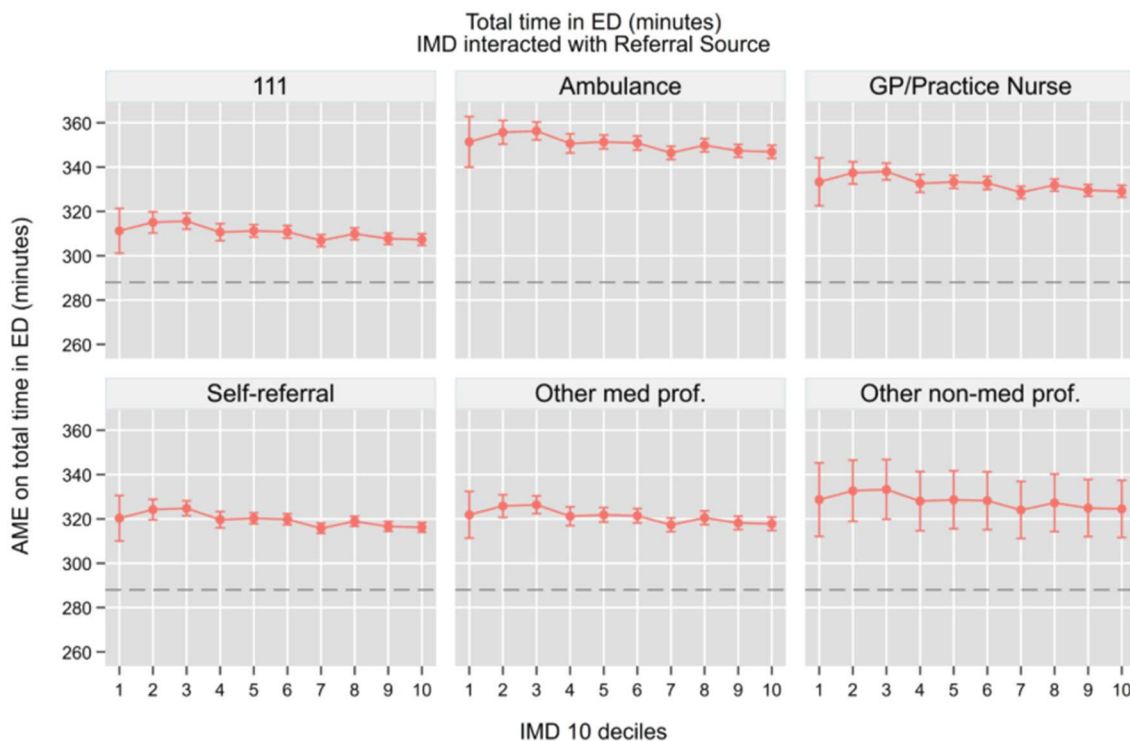 Total time in ED (minutes)
IMD interacted with Referral Source
111
Ambulance
GP/Practice Nurse
360
340
320
300
280
260
Self-referral
Other med prof.
Other non-med prof.
360
340
320
300
280
260
AME on total time in ED (minutes)
1 2 3 4 5 6 7 8 9 10
1 2 3 4 5 6 7 8 9 10
1 2 3 4 5 6 7 8 9 10
IMD 10 deciles